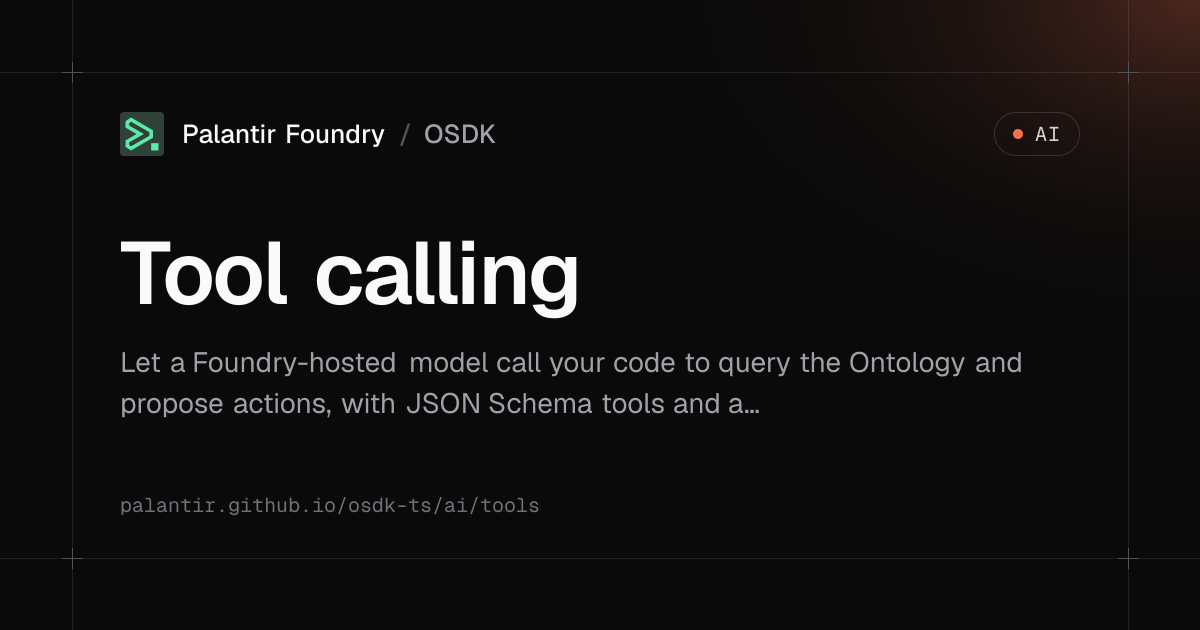 Palantir Foundry / OSDK
AI
Tool calling
Let a Foundry-hosted model call your code to query the Ontology and
propose actions, with JSON Schema tools and a…
palantir.github.io/osdk-ts/ai/tools